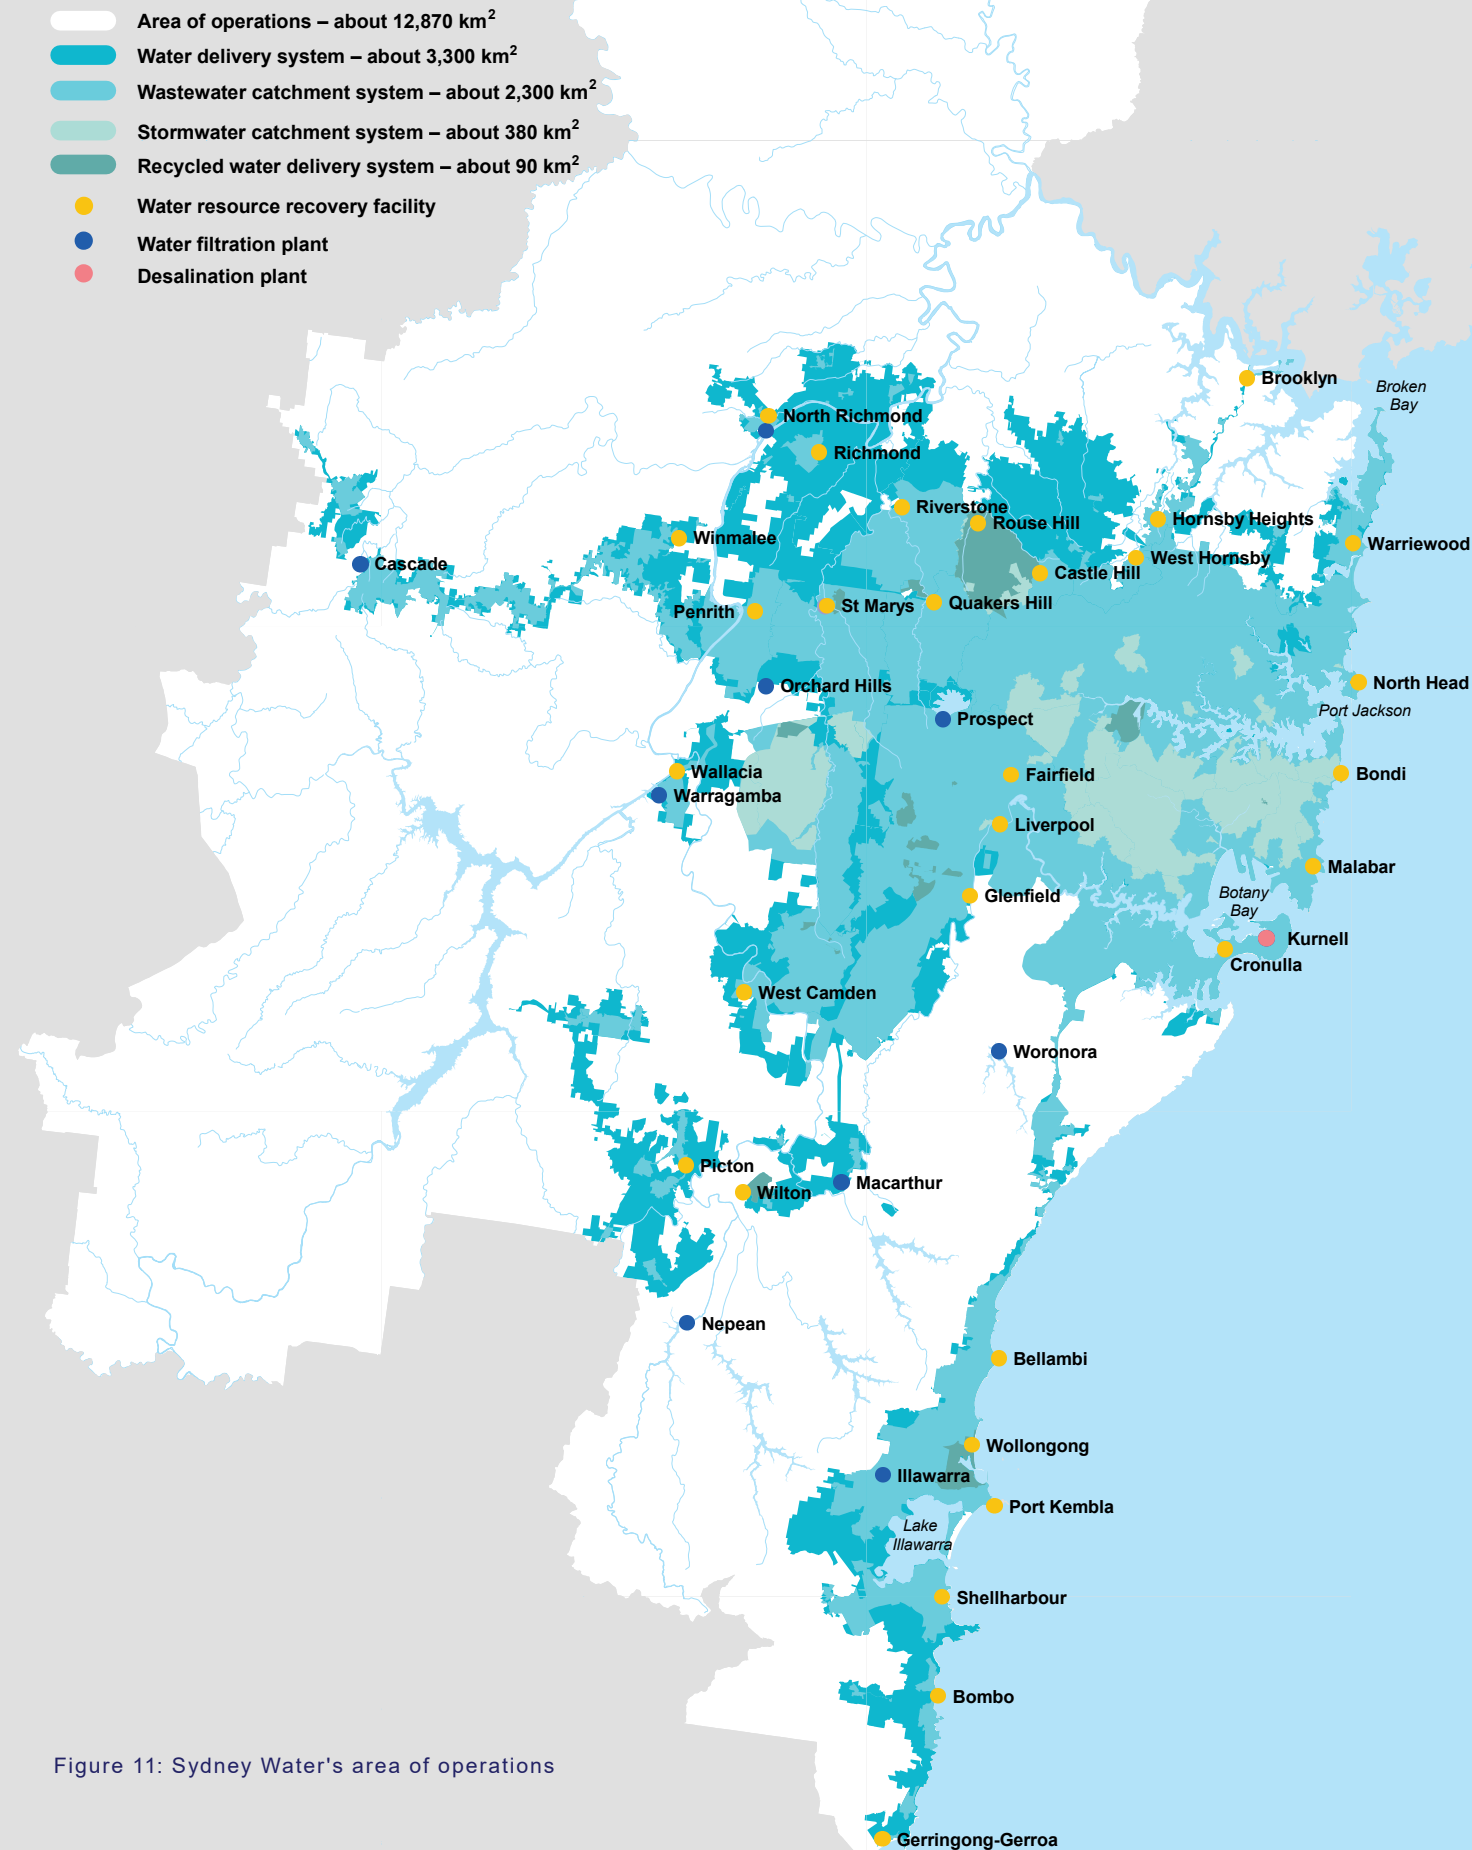 Area of operations – about 12,870 km²
Water delivery system – about 3,300 km²
Wastewater catchment system – about 2,300 km²
Stormwater catchment system – about 380 km²
Recycled water delivery system – about 90 km²
Water resource recovery facility
Water filtration plant
Desalination plant
Brooklyn
Broken
Bay
North Richmond
Richmond
Riverstone
Rouse Hill
Hornsby Heights
Winmalee
Warriewood
West Hornsby
Cascade
Castle Hill
Penrith
St Marys
Quakers Hill
Orchard Hills
North Head
Port Jackson
Prospect
Wallacia
Fairfield
Bondi
Warragamba
Liverpool
Malabar
Botany
Bay
Glenfield
Kurnell
Cronulla
West Camden
Woronora
Picton
Macarthur
Wilton
Nepean
Bellambi
Wollongong
Illawarra
Port Kembla
Lake
Illawarra
Shellharbour
Bombo
Figure 11: Sydney Water's area of operations
Gerringong-Gerroa